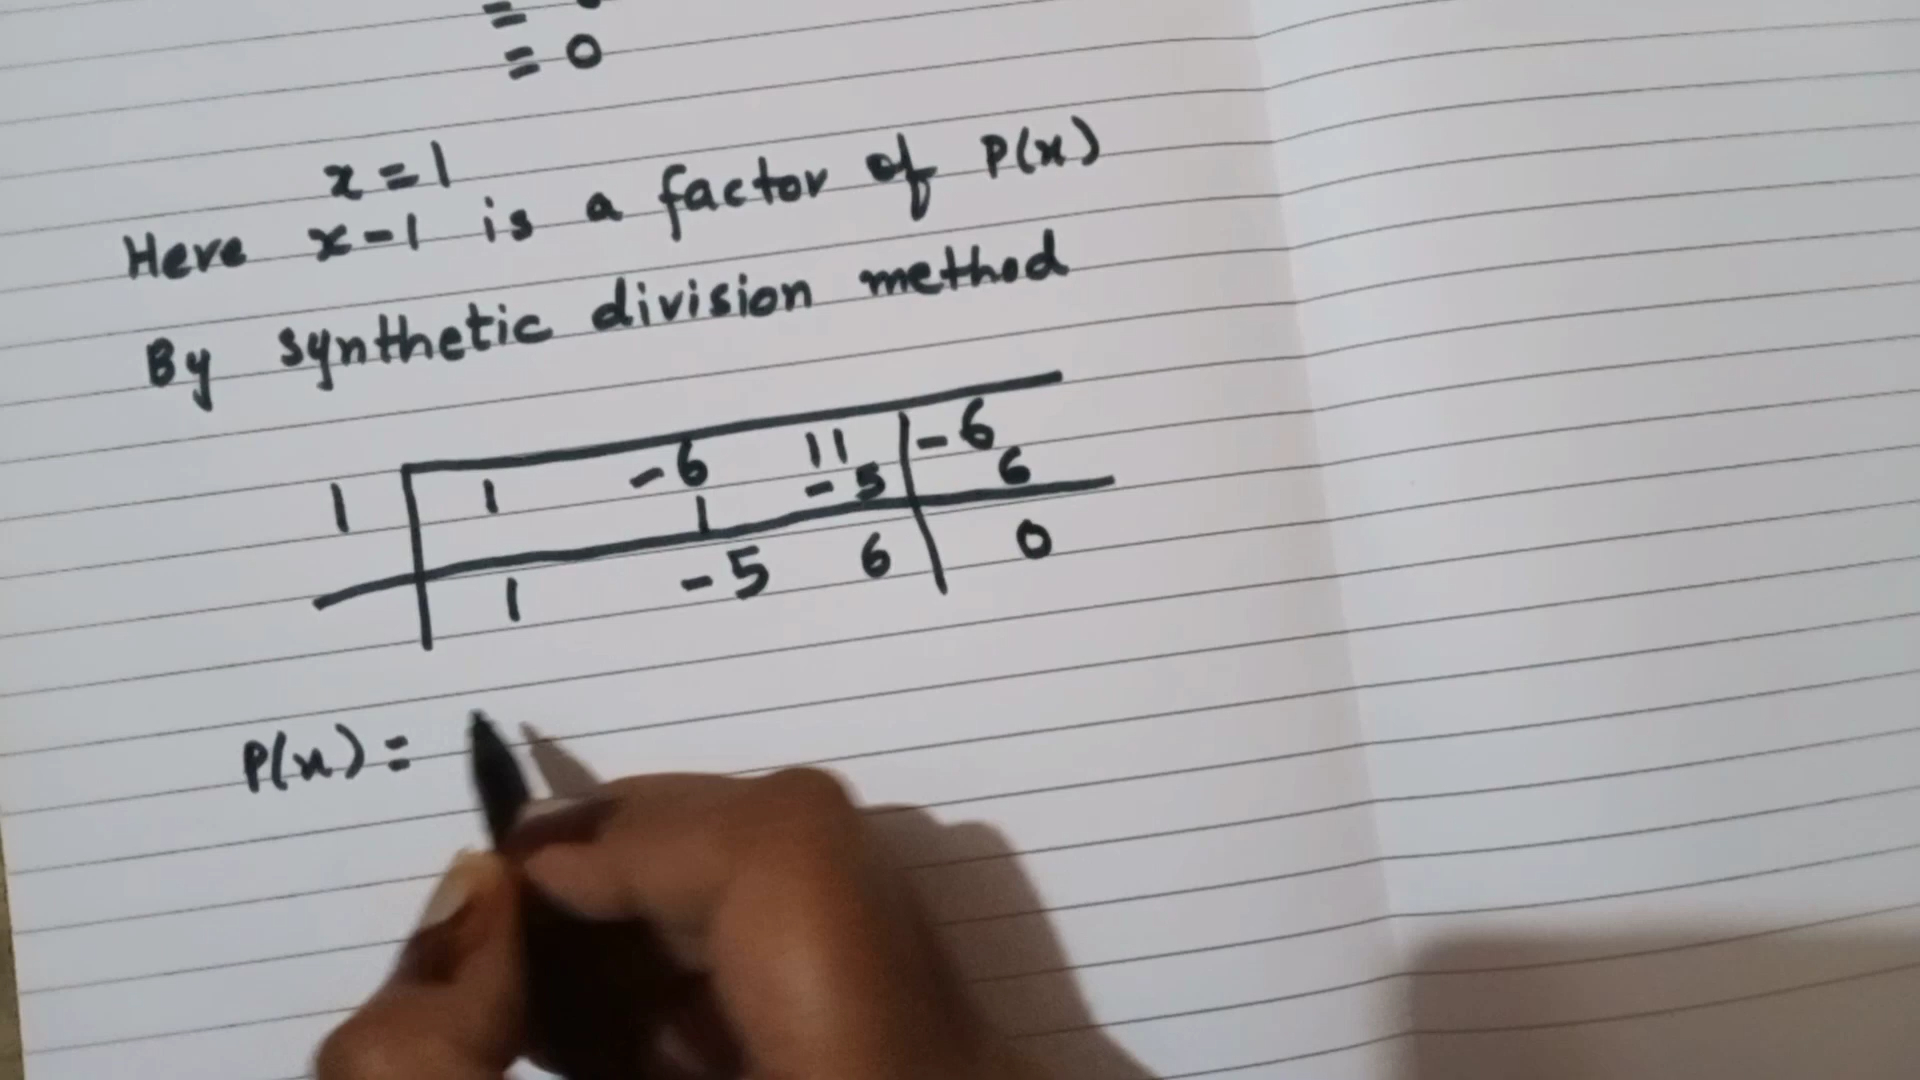 =
= 0
x = 1
Here x - 1 is a factor of P(x)
By synthetic division method
1 1 -6 11 -6
1 -5 6
1 -5 6 0
P(x) =